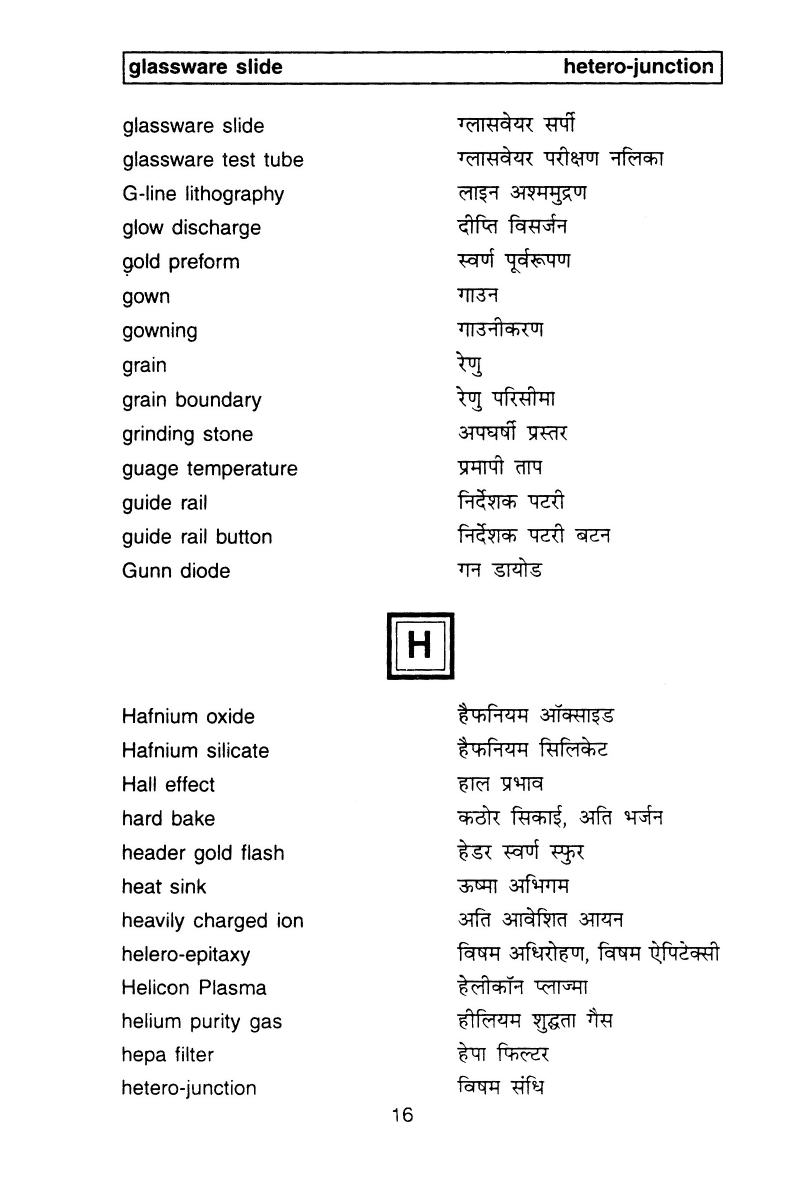 glassware slide hetero-junction
glassware slide ग्लासवेयर सर्पी
glassware test tube ग्लासवेयर परीक्षण नलिका
G-line lithography लाइन अश्ममुद्रण
glow discharge दीप्ति विसर्जन
gold preform स्वर्ण पूर्वरूपण
gown गाउन
gowning गाउनीकरण
grain रेणु
grain boundary रेणु परिसीमा
grinding stone अपघर्षी प्रस्तर
guage temperature प्रमापी ताप
guide rail निर्देशक पटरी
guide rail button निर्देशक पटरी बटन
Gunn diode गन डायोड
H
Hafnium oxide हैफनियम ऑक्साइड
Hafnium silicate हैफनियम सिलिकेट
Hall effect हाल प्रभाव
hard bake कठोर सिकाई, अति भर्जन
header gold flash हेडर स्वर्ण स्फुर
heat sink ऊष्मा अभिगम
heavily charged ion अति आवेशित आयन
helero-epitaxy विषम अधिरोहण, विषम ऐपिटेक्सी
Helicon Plasma हेलीकॉन प्लाज्मा
helium purity gas हीलियम शुद्धता गैस
hepa filter हेपा फिल्टर
hetero-junction विषम संधि
16